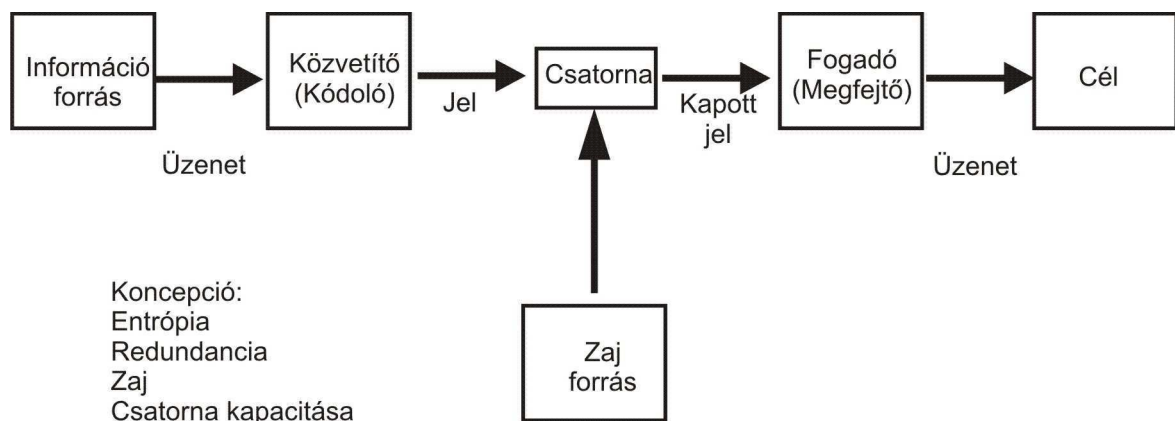 Információ
forrás
Üzenet
Közvetítő
(Kódoló)
Jel
Csatorna
Kapott
jel
Fogadó
(Megfejtő)
Üzenet
Cél
Zaj
forrás
Koncepció:
Entrópia
Redundancia
Zaj
Csatorna kapacitása